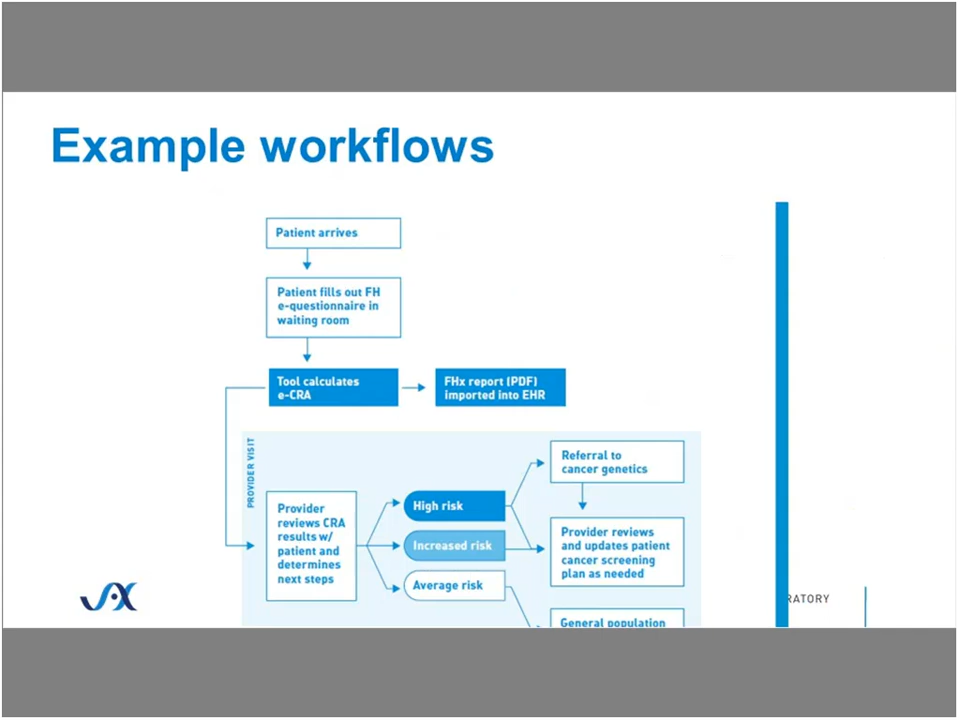 Example workflows
Patient arrives
Patient fills out FH
e-questionnaire in
waiting room
Tool calculates
e-CRA
FHx report (PDF)
imported into EHR
PROVIDER VISIT
Provider
reviews CRA
results w/
patient and
determines
next steps
High risk
Increased risk
Average risk
Referral to
cancer genetics
Provider reviews
and updates patient
cancer screening
plan as needed
General population
JAX
RATORY